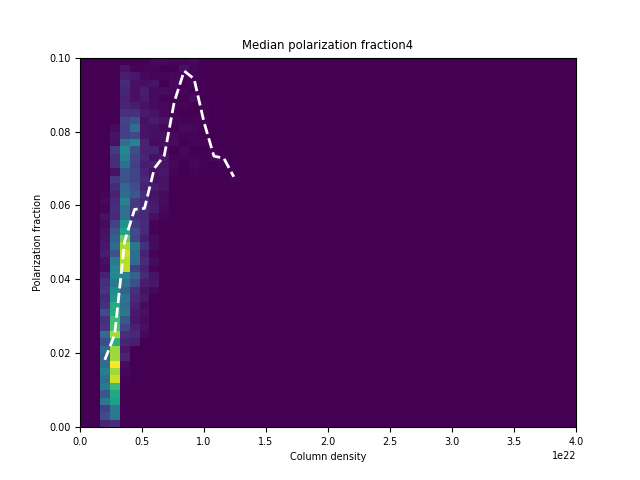 Median polarization fraction4
0.10
0.08
0.06
0.04
0.02
0.00
Polarization fraction
0.0 0.5 1.0 1.5 2.0 2.5 3.0 3.5 4.0
1e22
Column density